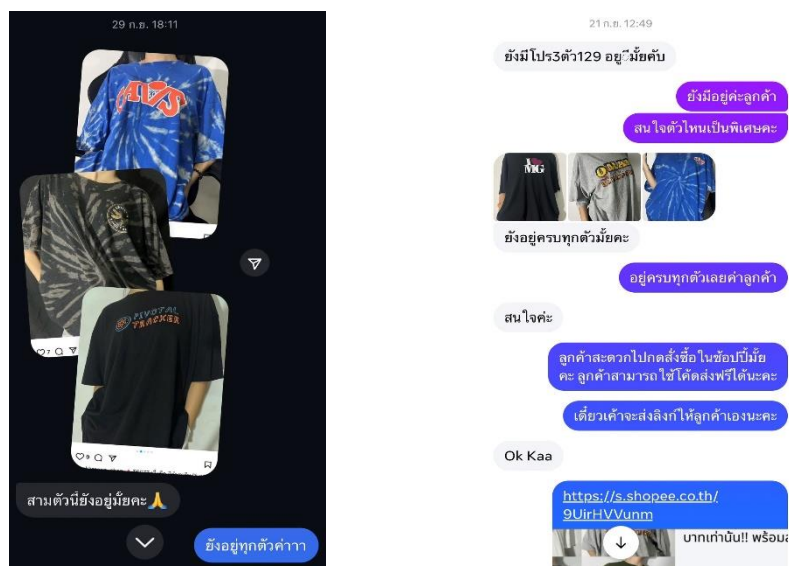 29 ก.ย. 18:11
CAVS
PIVOTAL
TRACKER
7
9
สามตัวนี้ยังอยู่มั้ยคะ🙏
ยังอยู่ทุกตัวค่าาา
21 ก.ย. 12:49
ยังมีโปร3ตัว129 อยู่ีมั้ยคับ
ยังมีอยู่ค่ะลูกค้า
สนใจตัวไหนเป็นพิเศษคะ
I
MG
ยังอยู่ครบทุกตัวมั้ยคะ
อยู่ครบทุกตัวเลยค่าลูกค้า
สนใจค่ะ
ลูกค้าสะดวกไปกดสั่งซื้อในช้อปปี้มั้ย
คะ ลูกค้าสามารถใช้โค้ดส่งฟรีได้นะคะ
เดี๋ยวเค้าจะส่งลิงก์ให้ลูกค้าเองนะคะ
Ok Kaa
https://s.shopee.co.th/
9UirHVVunm
บาทเท่านั้น!! พร้อมส